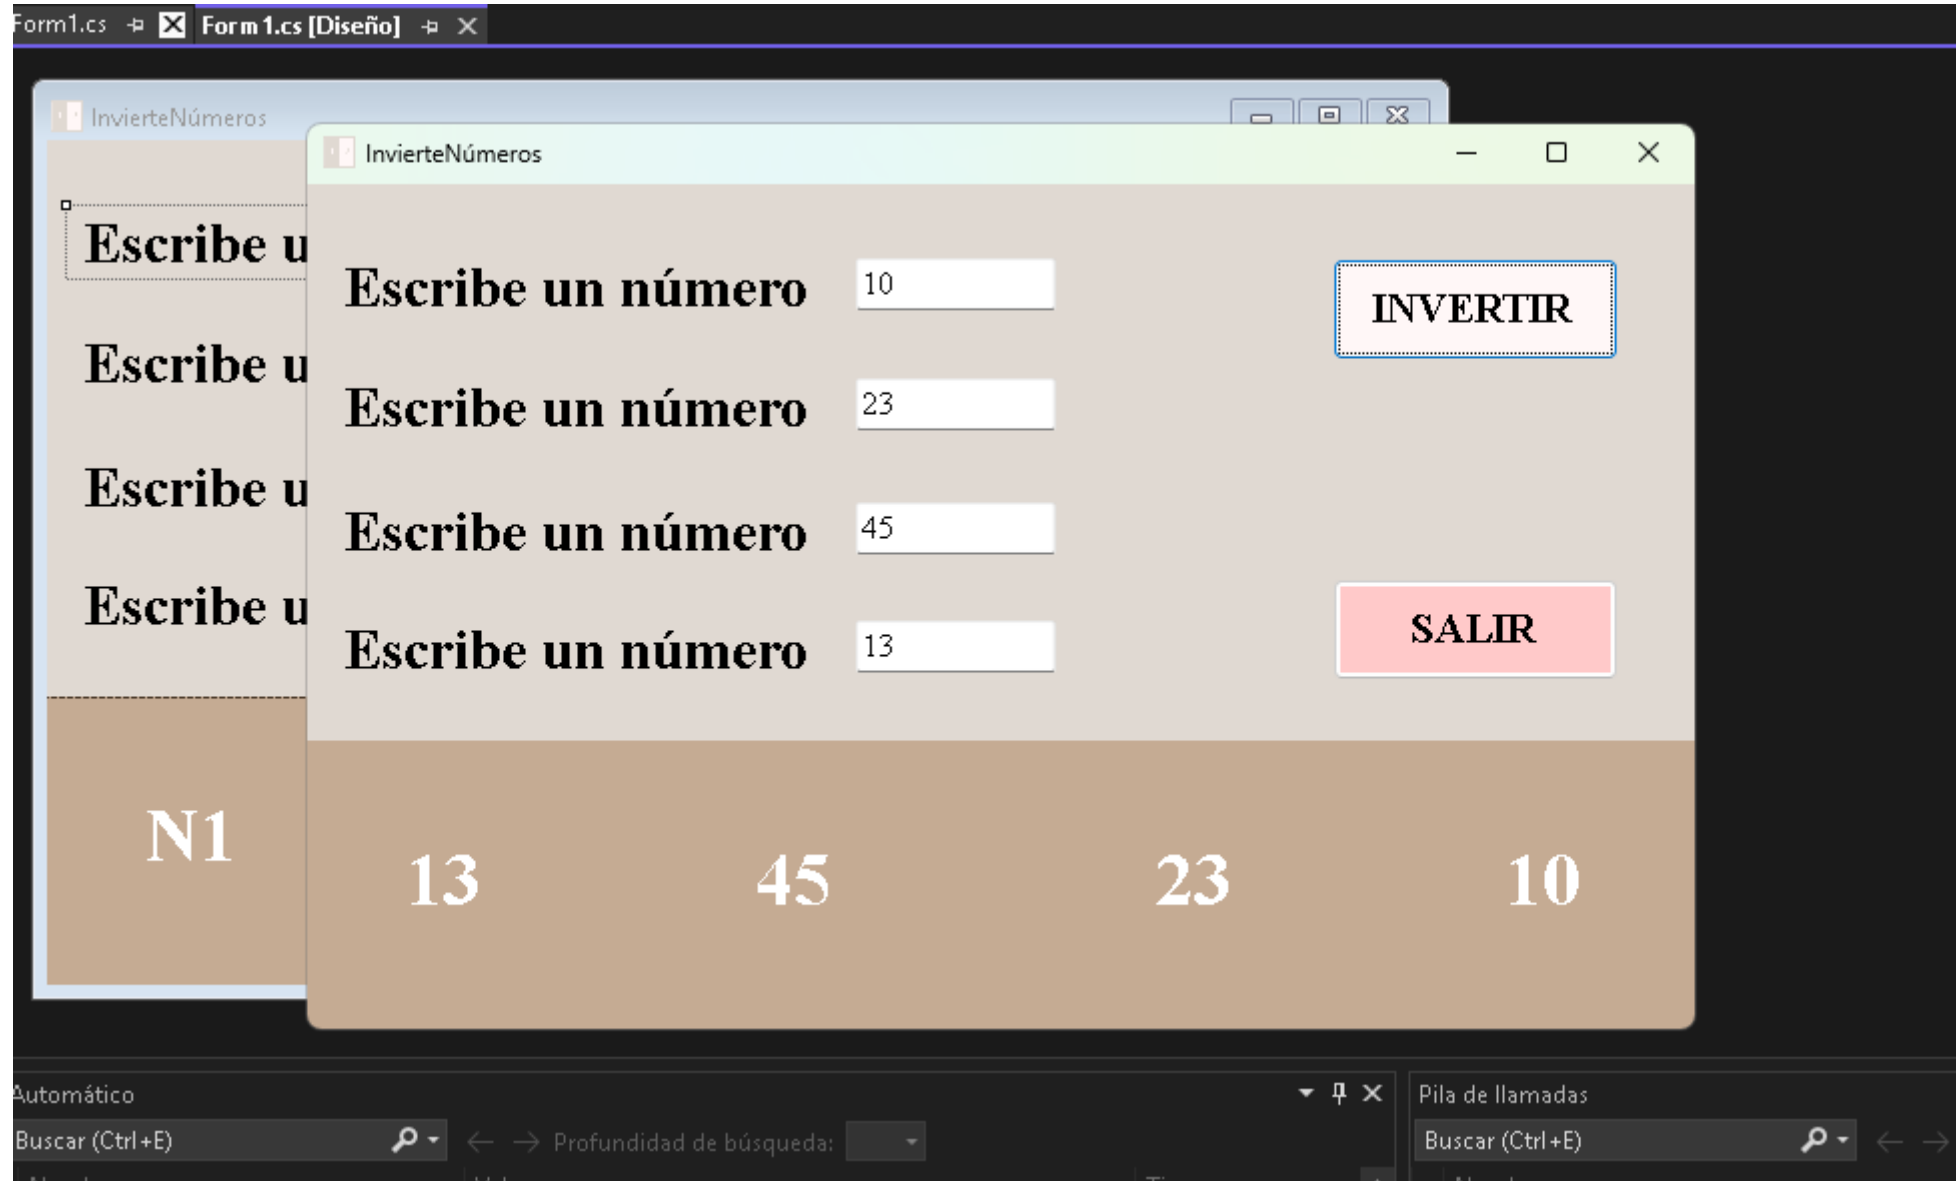 Form1.cs Form1.cs [Diseño]
InvierteNúmeros
InvierteNúmeros
Escribe u
Escribe u
Escribe u
Escribe u
Escribe un número 10 INVERTIR
Escribe un número 23
Escribe un número 45
Escribe un número 13 SALIR
N1
13 45 23 10
Automático Pila de llamadas
Buscar (Ctrl+E) Profundidad de búsqueda: Buscar (Ctrl+E)